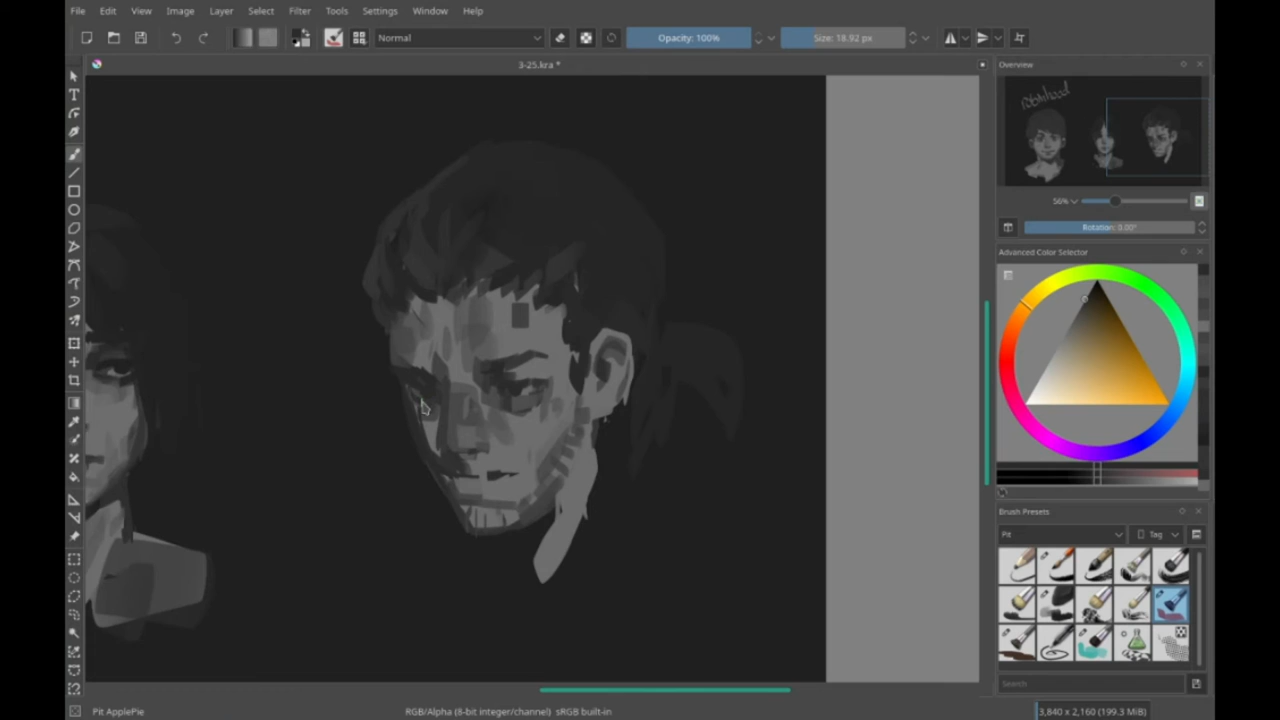 File Edit View Image Layer Select Filter Tools Settings Window Help
Normal Opacity: 100% Size: 18.92 px
3-25.kra *
Overview
56%
Rotation: 0.00°
Advanced Color Selector
Brush Presets
Pit Tag
Search
Pit ApplePie RGB/Alpha (8-bit integer/channel) sRGB built-in 3,840 x 2,160 (199.3 MiB)